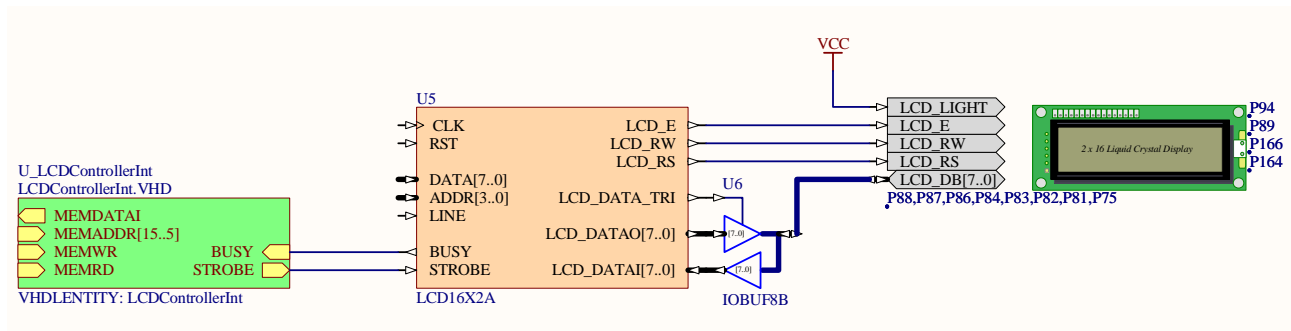 VCC
U5
LCD_LIGHT
P94
CLK
LCD_E
LCD_E
P89
RST
LCD_RW
LCD_RW
P166
2 x 16 Liquid Crystal Display
LCD_RS
LCD_RS
P164
U_LCDControllerInt
LCDControllerInt.VHD
DATA[7..0]
U6
LCD_DB[7..0]
ADDR[3..0]
LCD_DATA_TRI
P88,P87,P86,P84,P83,P82,P81,P75
MEMDATAI
LINE
MEMADDR[15..5]
LCD_DATAO[7..0]
[7..0]
MEMWR
BUSY
BUSY
MEMRD
STROBE
STROBE
LCD_DATAI[7..0]
[7..0]
VHDLENTITY: LCDControllerInt
LCD16X2A
IOBUF8B